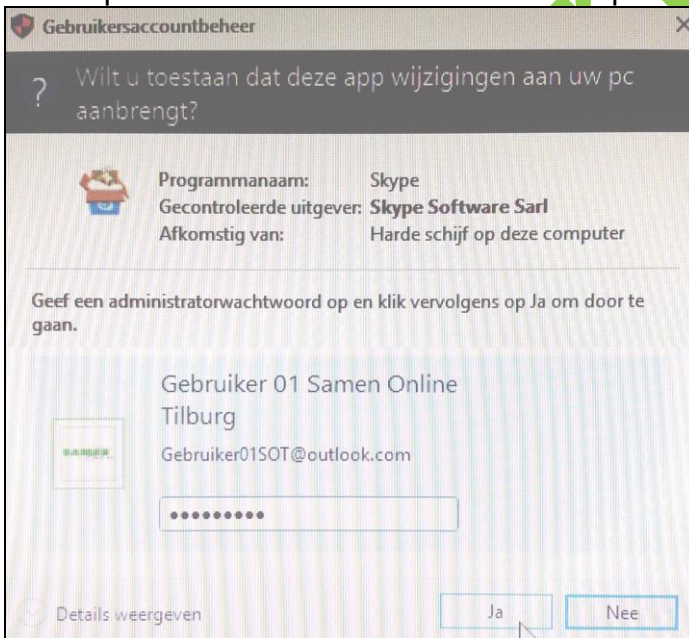 Gebruikersaccountbeheer
Wilt u toestaan dat deze app wijzigingen aan uw pc
aanbrengt?
Programmanaam: Skype
Gecontroleerde uitgever: Skype Software Sarl
Afkomstig van: Harde schijf op deze computer
Geef een administratorwachtwoord op en klik vervolgens op Ja om door te
gaan.
Gebruiker 01 Samen Online
Tilburg
Gebruiker01SOT@outlook.com
•••••••••
Details weergeven
Ja
Nee